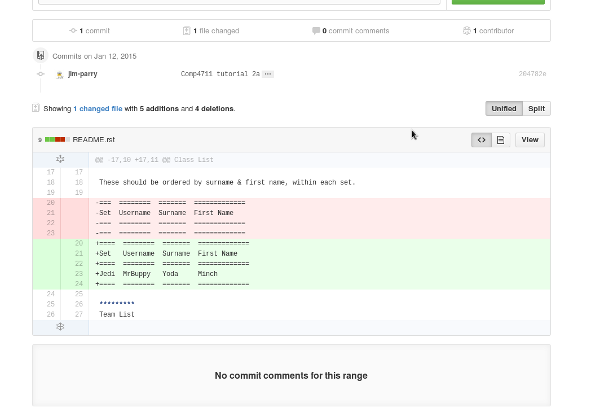 1 commit
1 file changed
0 commit comments
1 contributor
Commits on Jan 12, 2015
jim-parry Comp4711 tutorial 2a … 204782e
Showing 1 changed file with 5 additions and 4 deletions.
Unified Split
9 README.rst View
@@ -17,10 +17,11 @@ Class List
17 17
18 18 These should be ordered by surname & first name, within each set.
19 19
20 -=== ======== ======= ============
21 -Set Username Surname First Name
22 -=== ======== ======= ============
23 -=== ======== ======= ============
20 +==== ======== ======= =============
21 +Set Username Surname First Name
22 +==== ======== ======= =============
23 +Jedi MrBuppy Yoda Minch
24 +==== ======== ======= =============
24 25
25 26 *********
26 27 Team List
No commit comments for this range